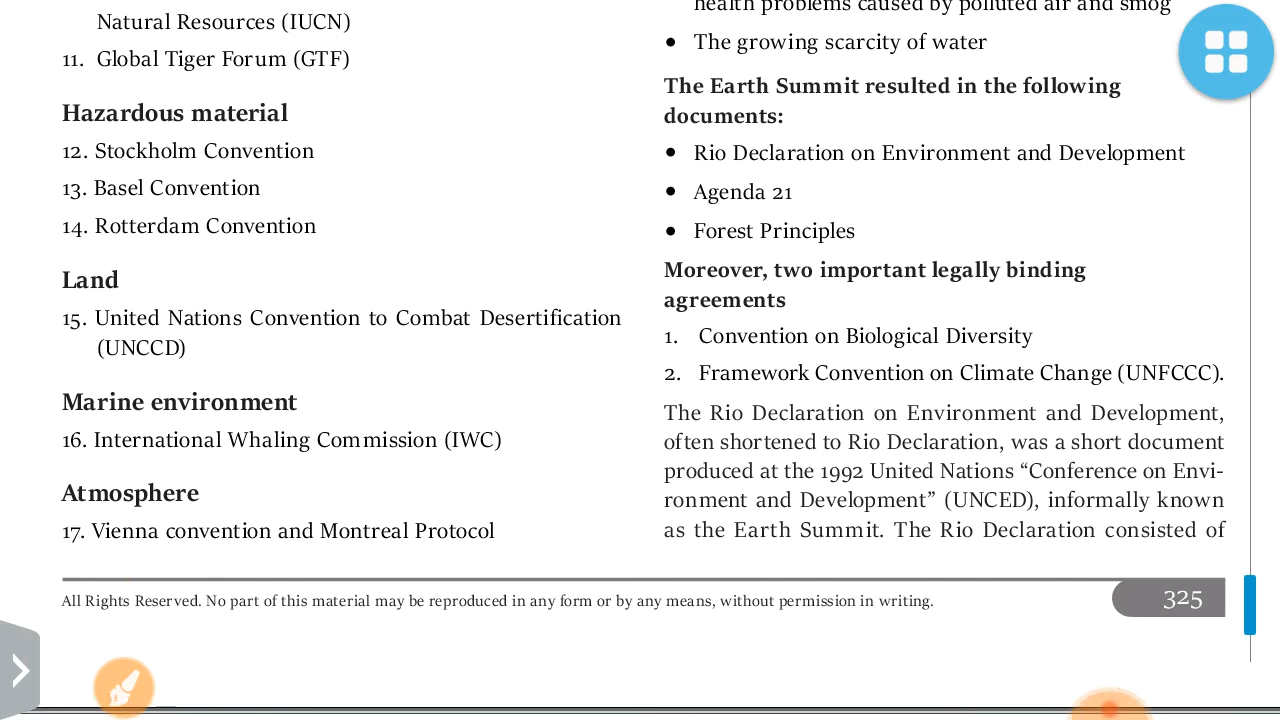 Natural Resources (IUCN)
11. Global Tiger Forum (GTF)
Hazardous material
12. Stockholm Convention
13. Basel Convention
14. Rotterdam Convention
Land
15. United Nations Convention to Combat Desertification
(UNCCD)
Marine environment
16. International Whaling Commission (IWC)
Atmosphere
17. Vienna convention and Montreal Protocol
health problems caused by polluted air and smog
• The growing scarcity of water
The Earth Summit resulted in the following
documents:
• Rio Declaration on Environment and Development
• Agenda 21
• Forest Principles
Moreover, two important legally binding
agreements
1. Convention on Biological Diversity
2. Framework Convention on Climate Change (UNFCCC).
The Rio Declaration on Environment and Development,
often shortened to Rio Declaration, was a short document
produced at the 1992 United Nations “Conference on Envi-
ronment and Development” (UNCED), informally known
as the Earth Summit. The Rio Declaration consisted of
All Rights Reserved. No part of this material may be reproduced in any form or by any means, without permission in writing.
325